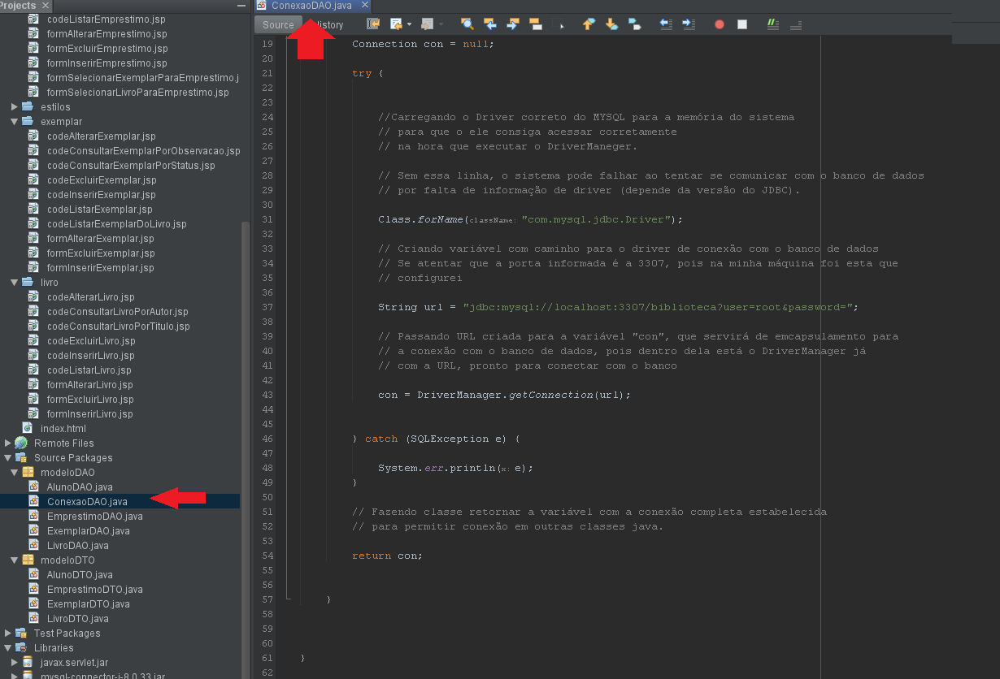 Projects
codeListarEmprestimo.jsp
formAlterarEmprestimo.jsp
formExcluirEmprestimo.jsp
formInserirEmprestimo.jsp
formSelecionarExemplarParaEmprestimo.j
formSelecionarLivroParaEmprestimo.jsp
estilos
exemplar
codeAlterarExemplar.jsp
codeConsultarExemplarPorObservacao.jsp
codeConsultarExemplarPorStatus.jsp
codeExcluirExemplar.jsp
codeInserirExemplar.jsp
codeListarExemplar.jsp
codeListarExemplarDoLivro.jsp
formAlterarExemplar.jsp
formExcluirExemplar.jsp
formInserirExemplar.jsp
livro
codeAlterarLivro.jsp
codeConsultarLivroPorAutor.jsp
codeConsultarLivroPorTitulo.jsp
codeExcluirLivro.jsp
codeInserirLivro.jsp
codeListarLivro.jsp
formAlterarLivro.jsp
formExcluirLivro.jsp
formInserirLivro.jsp
index.html
Remote Files
Source Packages
modeloDAO
AlunoDAO.java
ConexaoDAO.java
EmprestimoDAO.java
ExemplarDAO.java
LivroDAO.java
modeloDTO
AlunoDTO.java
EmprestimoDTO.java
ExemplarDTO.java
LivroDTO.java
Test Packages
Libraries
javax.servlet.jar
mysql-connector-j-8.0.33.jar
ConexaoDAO.java
Source History
19 Connection con = null;
20
21 try {
22
23
24 //Carregando o Driver correto do MYSQL para a memória do sistema
25 // para que o ele consiga acessar corretamente
26 // na hora que executar o DriverManeger.
27
28 // Sem essa linha, o sistema pode falhar ao tentar se comunicar com o banco de dados
29 // por falta de informação de driver (depende da versão do JDBC).
30
31 Class.forName(className: "com.mysql.jdbc.Driver");
32
33 // Criando variável com caminho para o driver de conexão com o banco de dados
34 // Se atentar que a porta informada é a 3307, pois na minha máquina foi esta que
35 // configurei
36
37 String url = "jdbc:mysql://localhost:3307/biblioteca?user=root&password=";
38
39 // Passando URL criada para a variável "con", que servirá de emcapsulamento para
40 // a conexão com o banco de dados, pois dentro dela está o DriverManager já
41 // com a URL, pronto para conectar com o banco
42
43 con = DriverManager.getConnection(url);
44
45
46 } catch (SQLException e) {
47
48 System.err.println(x: e);
49 }
50
51 // Fazendo classe retornar a variável com a conexão completa estabelecida
52 // para permitir conexão em outras classes java.
53
54 return con;
55
56
57 }
58
59
60
61 }
62